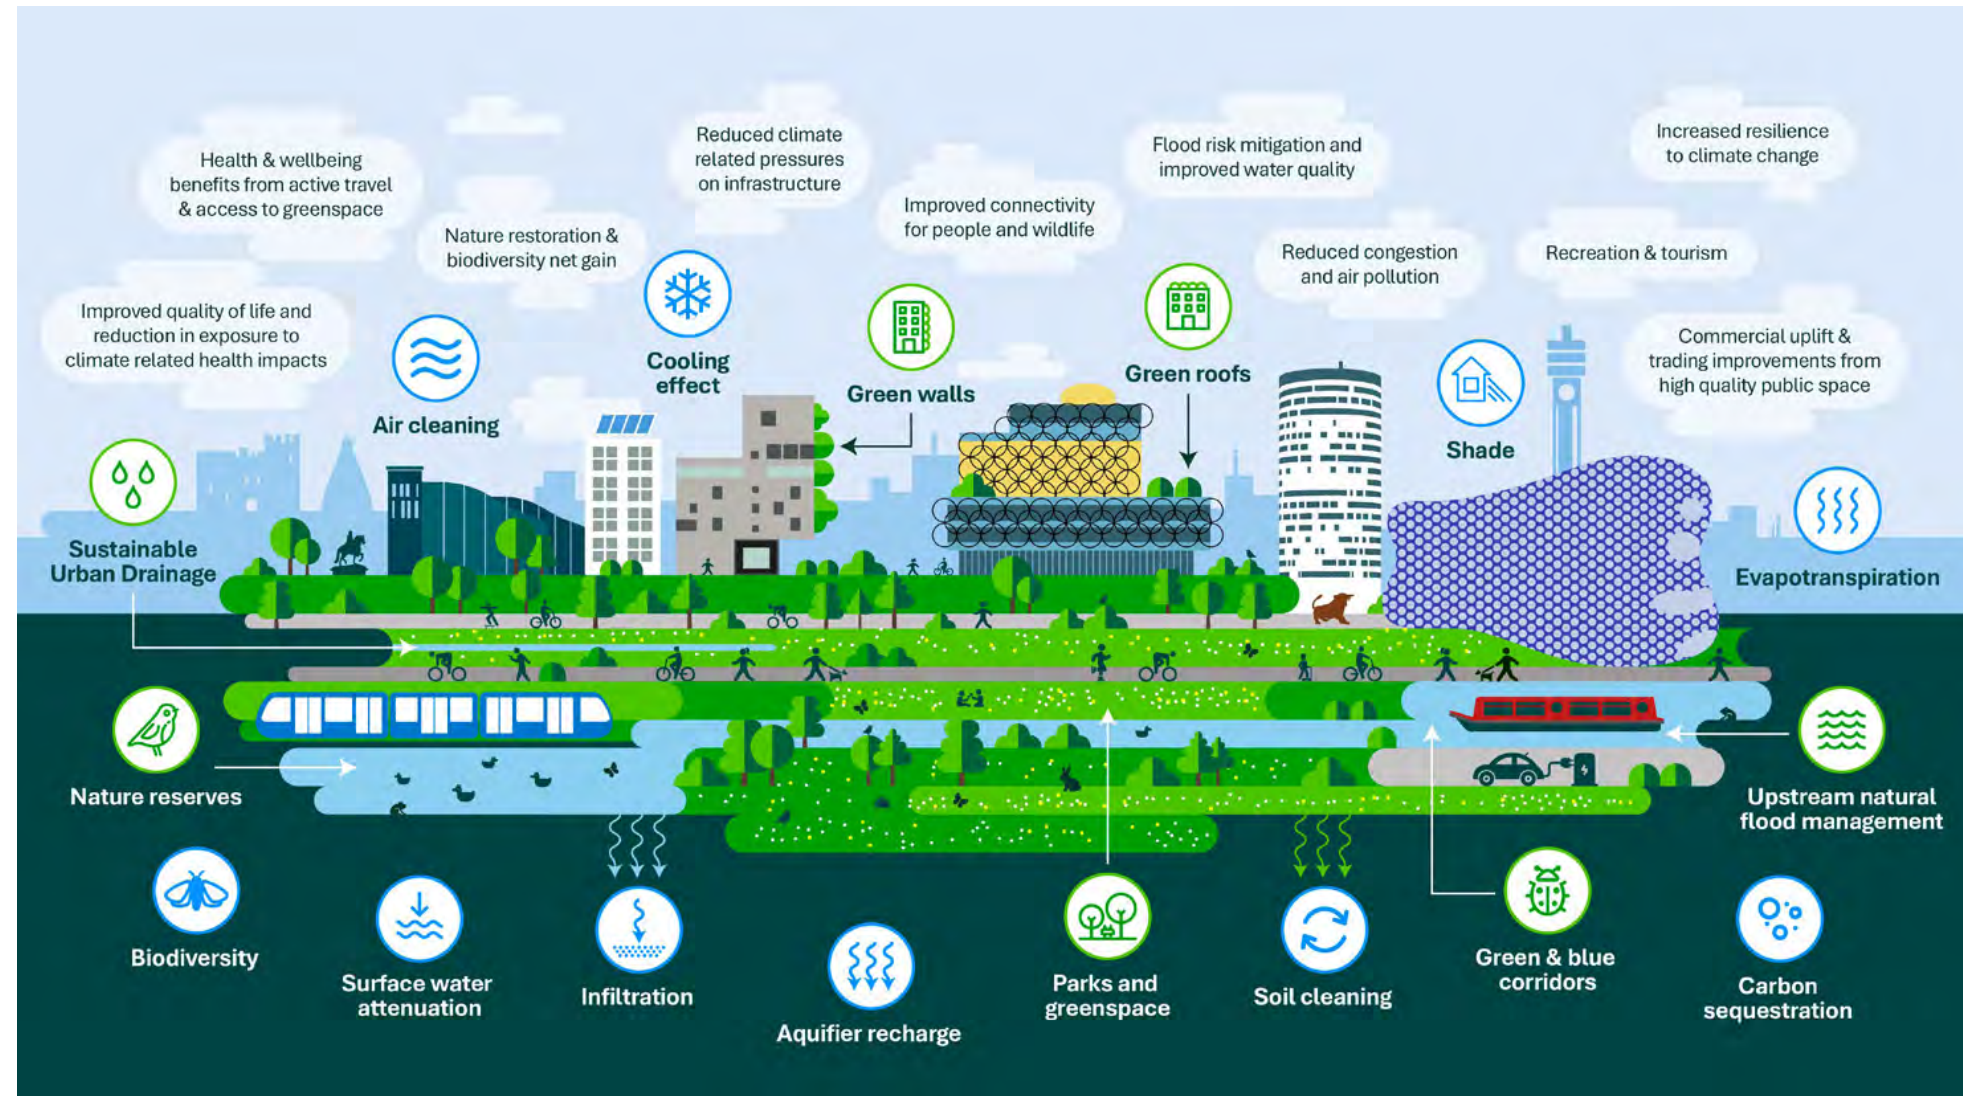 Health & wellbeing
benefits from active travel
& access to greenspace
Reduced climate
related pressures
on infrastructure
Flood risk mitigation and
improved water quality
Increased resilience
to climate change
Nature restoration &
biodiversity net gain
Improved connectivity
for people and wildlife
Reduced congestion
and air pollution
Recreation & tourism
Improved quality of life and
reduction in exposure to
climate related health impacts
Commercial uplift &
trading improvements from
high quality public space
Air cleaning
Cooling
effect
Green walls
Green roofs
Shade
Sustainable
Urban Drainage
Evapotranspiration
Nature reserves
Upstream natural
flood management
Biodiversity
Surface water
attenuation
Infiltration
Aquifier recharge
Parks and
greenspace
Soil cleaning
Green & blue
corridors
Carbon
sequestration